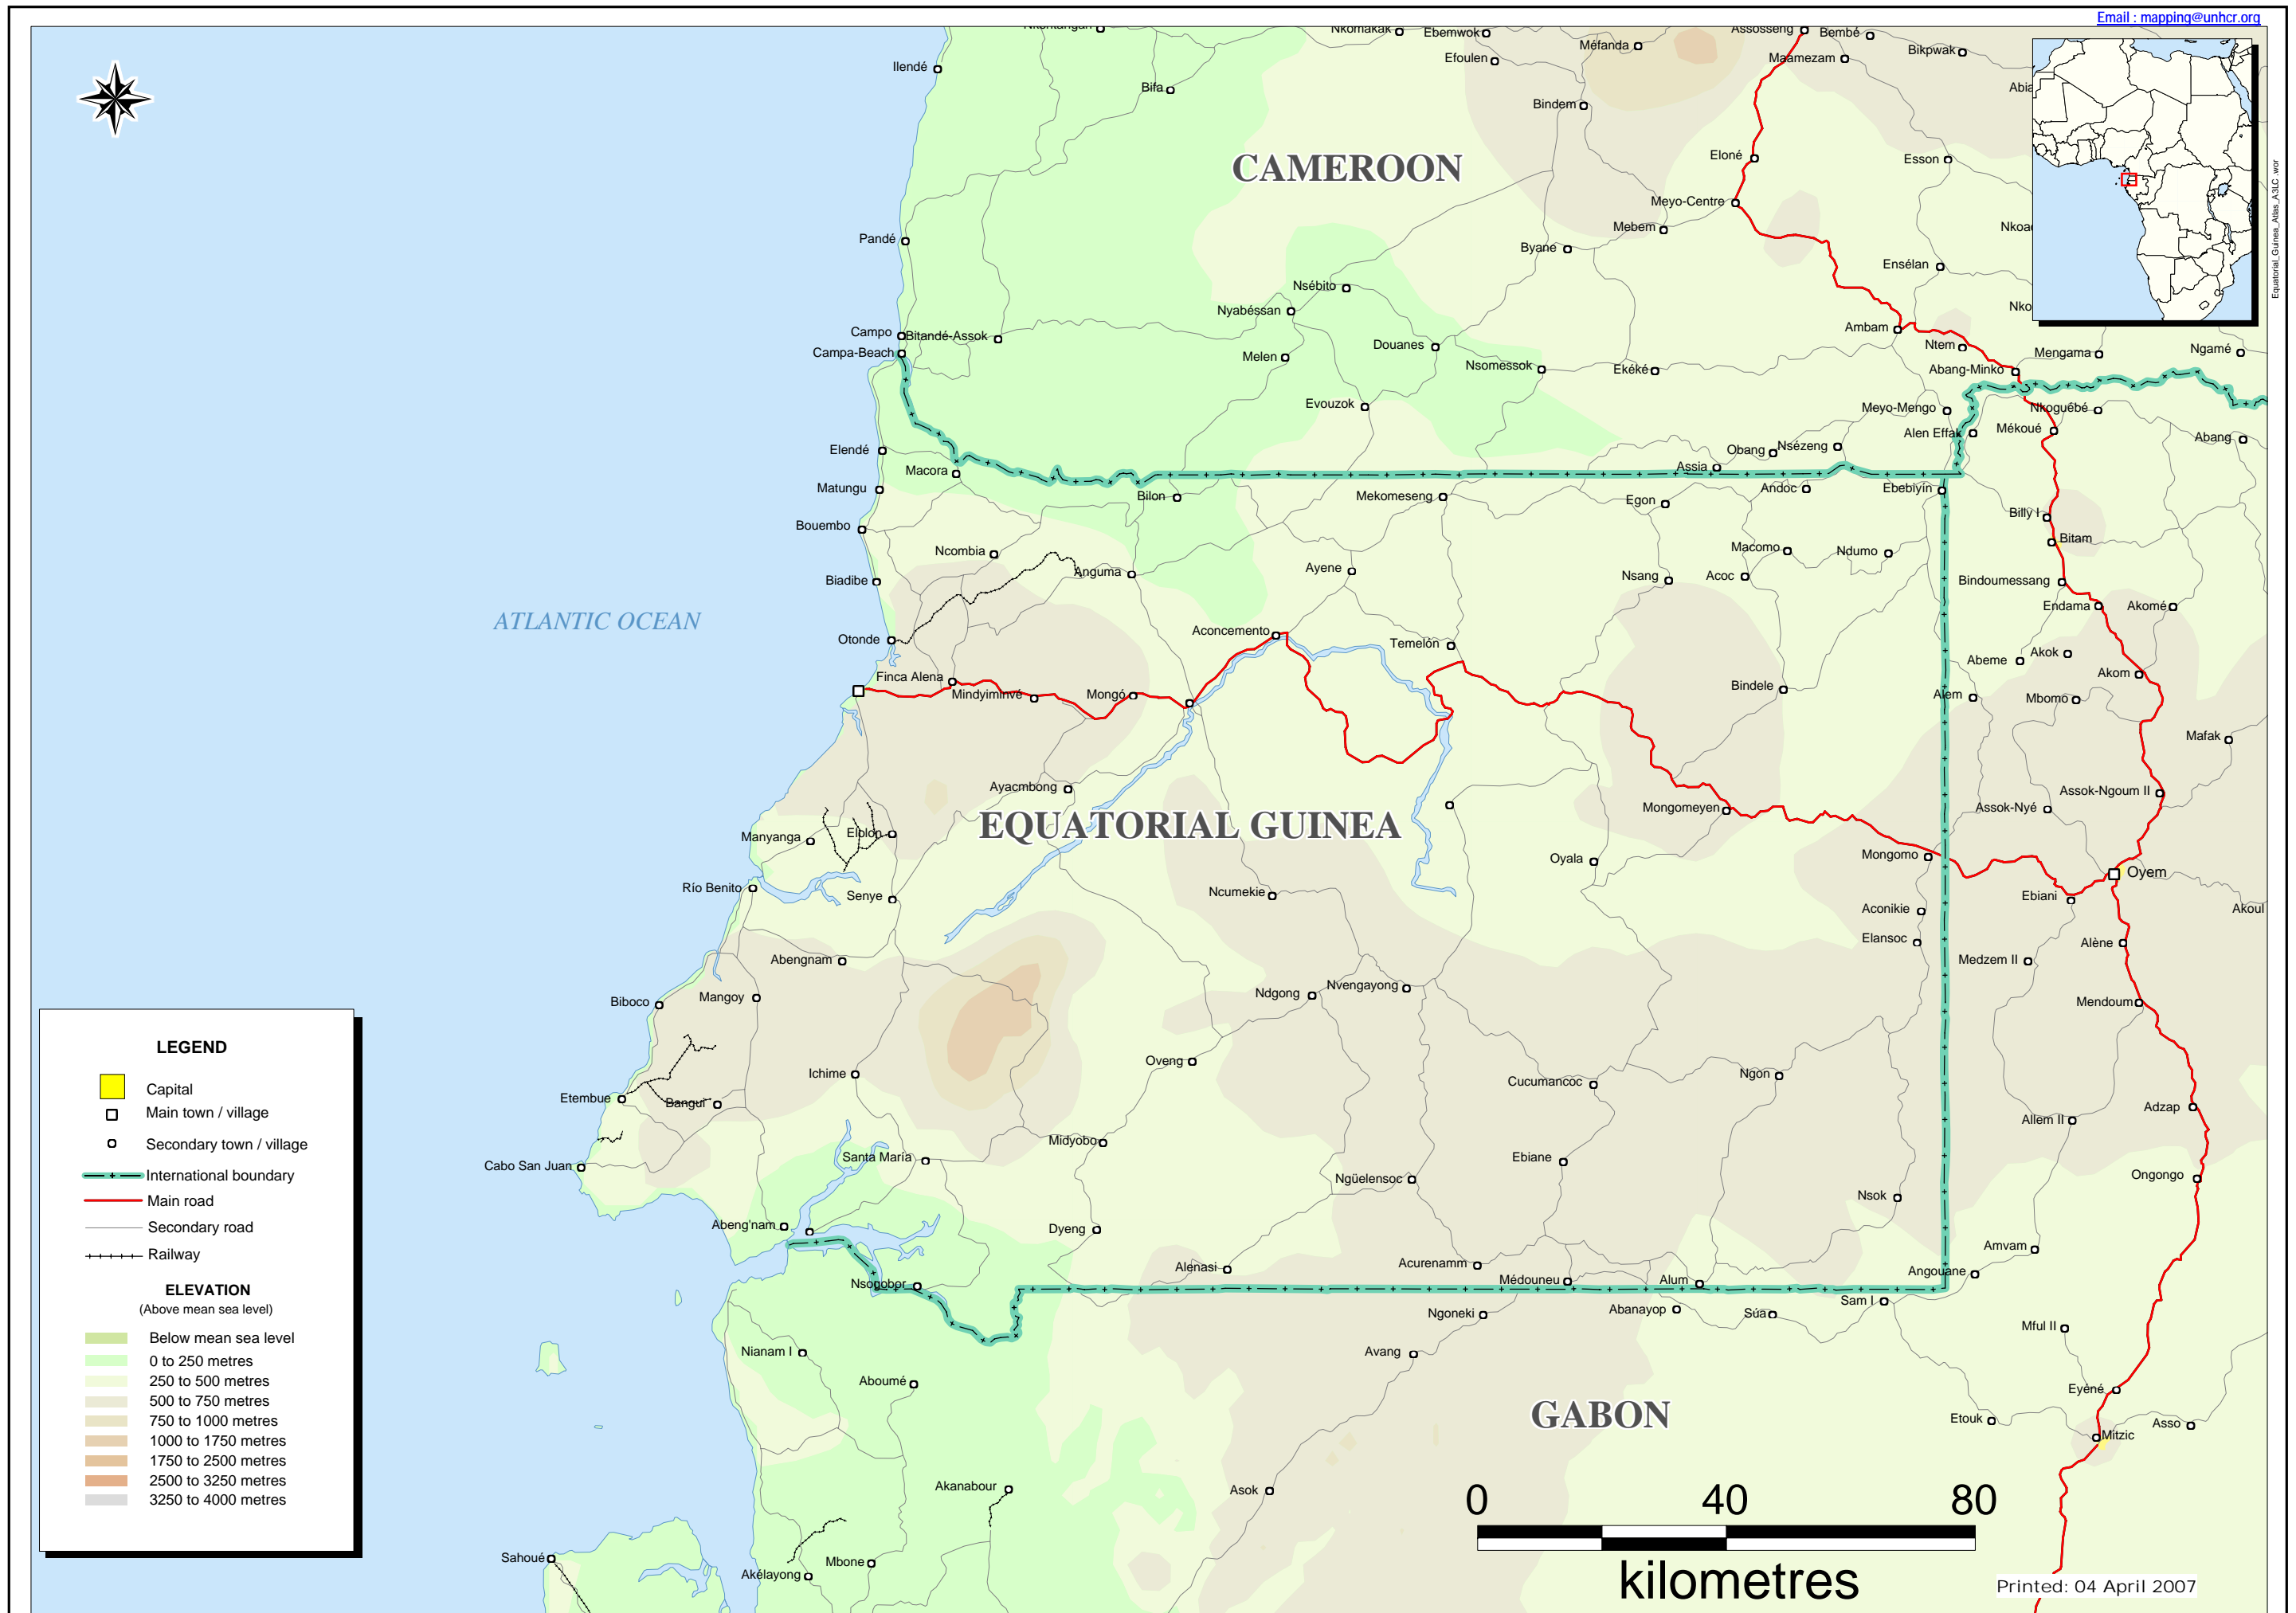 Email : mapping@unhcr.org
Nkomakak
Ebemwok
Assosseng
Bembé
Ilendé
Bifa
Efoulen
Méfanda
Maamezam
Bikpwak
Bindem
CAMEROON
Eloné
Esson
Equatorial_Guinea_Atlas_A3LC .wor
Meyo-Centre
Pandé
Mebem
Byane
Ensélan
Nsébito
Nyabéssan
Campo
Bitandé-Assok
Ambam
Campa-Beach
Melen
Douanes
Ntem
Mengama
Ngamé
Nsomessok
Ekéké
Abang-Minko
Evouzok
Meyo-Mengo
Nkoguêbé
Alen Effak
Mékoué
Abang
Elendé
Macora
Obang
Nsézeng
Assia
Matungu
Bilon
Mekomeseng
Egon
Andoc
Ebebiyín
Billy I
Bouembo
Ncombia
Macomo
Ndumo
Bitam
Biadibe
Anguma
Ayene
Nsang
Acoc
Bindoumessang
Endama
Akomé
ATLANTIC OCEAN
Otonde
Aconcemento
Temelón
Abeme
Akok
Finca Alena
Mindyiminvé
Mongó
Bindele
Alem
Akom
Mbomo
Mafak
Ayacmbong
Assok-Ngoum II
EQUATORIAL GUINEA
Mongomeyen
Assok-Nyé
Manyanga
Elolon
Oyala
Mongomo
Oyem
Río Benito
Senye
Ncumekie
Ebiani
Aconikie
Akoul
Elansoc
Alène
Abengnam
Medzem II
Biboco
Mangoy
Ndgong
Nvengayong
Mendoum
LEGEND
Capital
Main town / village
Secondary town / village
International boundary
Main road
Secondary road
Railway
ELEVATION
(Above mean sea level)
Below mean sea level
0 to 250 metres
250 to 500 metres
500 to 750 metres
750 to 1000 metres
1000 to 1750 metres
1750 to 2500 metres
2500 to 3250 metres
3250 to 4000 metres
Oveng
Ichime
Cucumancoc
Ngon
Etembue
Bangui
Adzap
Allem II
Midyobo
Cabo San Juan
Santa María
Ebiane
Ngüelensoc
Ongongo
Nsok
Abeng'nam
Dyeng
Amvam
Alenasi
Acurenamm
Angouane
Nsogobor
Médouneu
Alum
Ngoneki
Abanayop
Súa
Sam I
Mful II
Nianam I
Avang
Aboumé
Eyèné
GABON
Etouk
Asso
Mitzic
Akanabour
Asok
0 40 80
kilometres
Sahoué
Mbone
Akélayong
Printed: 04 April 2007